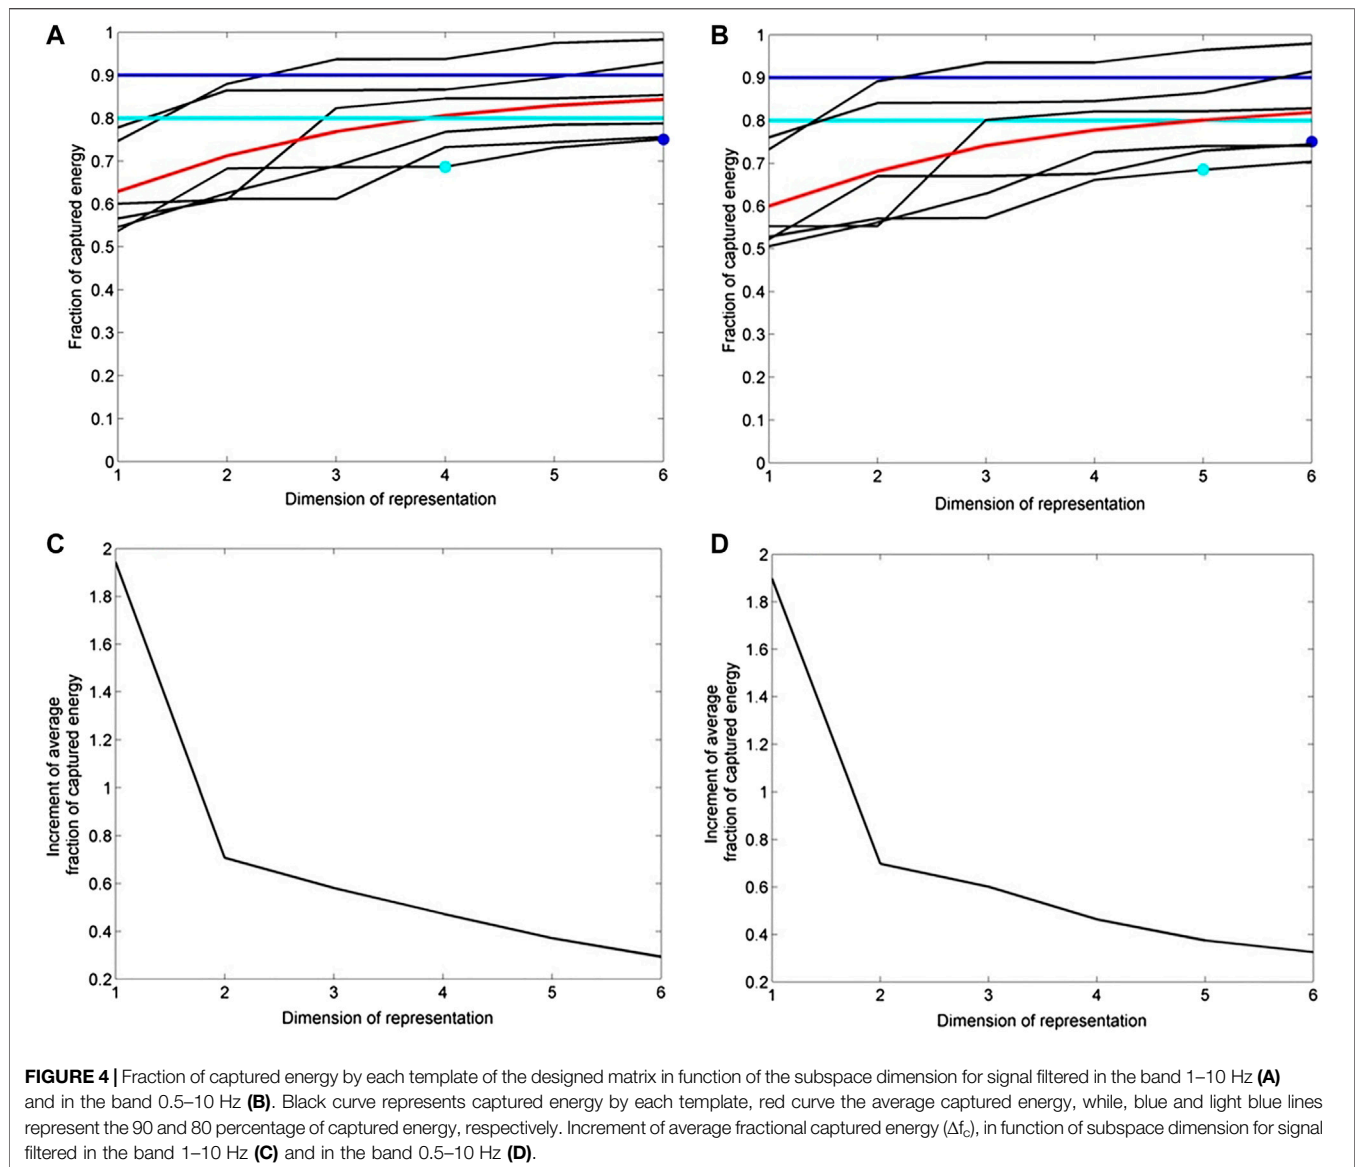 A
1
0.9
0.8
0.7
0.6
0.5
0.4
0.3
0.2
0.1
0
Fraction of captured energy
1 2 3 4 5 6
Dimension of representation
B
1
0.9
0.8
0.7
0.6
0.5
0.4
0.3
0.2
0.1
0
Fraction of captured energy
1 2 3 4 5 6
Dimension of representation
C
2
1.8
1.6
1.4
1.2
1
0.8
0.6
0.4
0.2
Increment of average
fraction of captured energy
1 2 3 4 5 6
Dimension of representation
D
2
1.8
1.6
1.4
1.2
1
0.8
0.6
0.4
0.2
Increment of average
fraction of captured energy
1 2 3 4 5 6
Dimension of representation
FIGURE 4 | Fraction of captured energy by each template of the designed matrix in function of the subspace dimension for signal filtered in the band 1–10 Hz (A)
and in the band 0.5–10 Hz (B). Black curve represents captured energy by each template, red curve the average captured energy, while, blue and light blue lines
represent the 90 and 80 percentage of captured energy, respectively. Increment of average fractional captured energy (Δfc), in function of subspace dimension for signal
filtered in the band 1–10 Hz (C) and in the band 0.5–10 Hz (D).